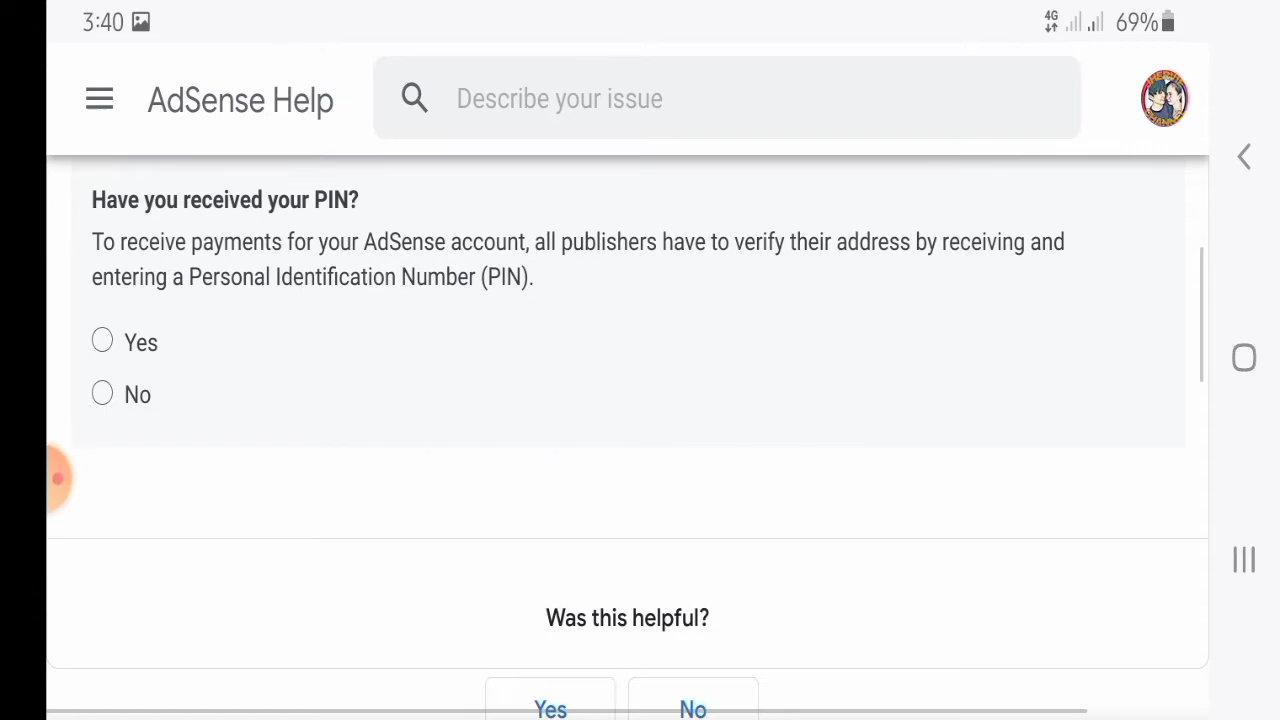 3:40
4G
69%
AdSense Help
Describe your issue
Have you received your PIN?
To receive payments for your AdSense account, all publishers have to verify their address by receiving and
entering a Personal Identification Number (PIN).
Yes
No
Was this helpful?
Yes
No